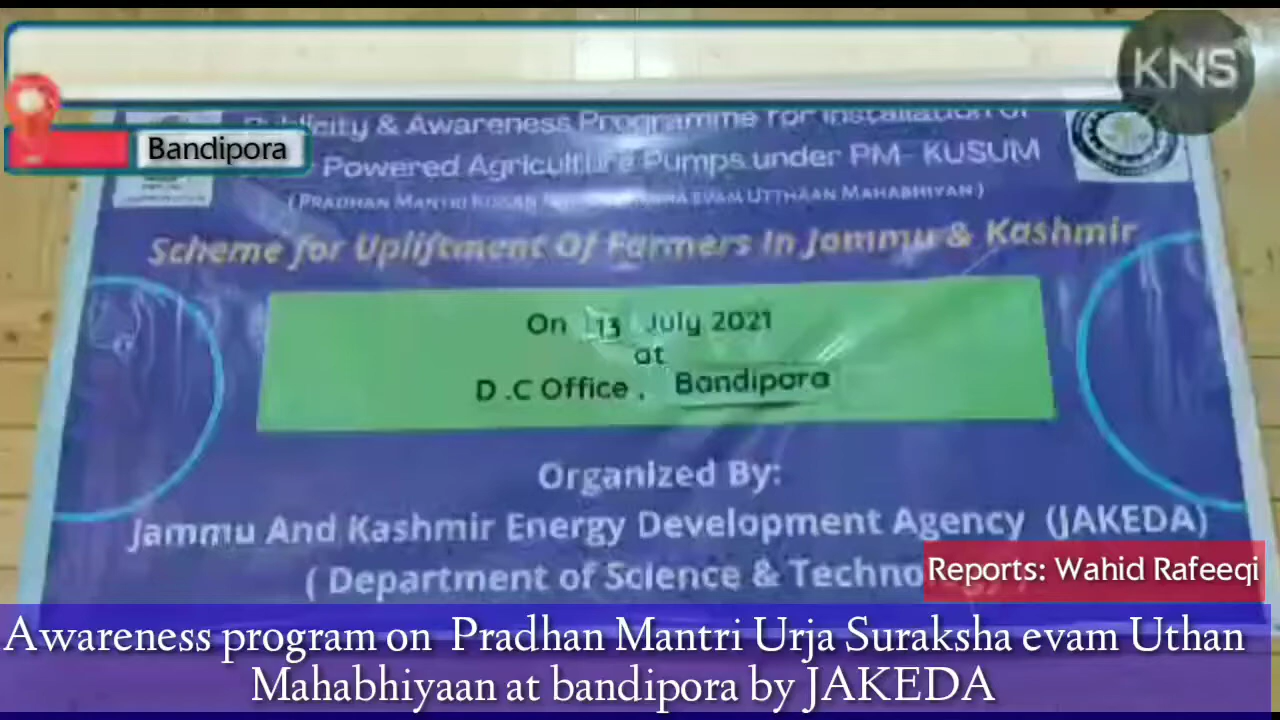 KNS
Bandipora
Publicity & Awareness Programme For Installation Of
Powered Agriculture Pumps under PM- KUSUM
(PRADHAN MANTRI EVAM UTTHAAN MAHABHIYAN)
Scheme for Upliftment Of Farmers In Jammu & Kashmir
On 13 July 2021
at
D .C Office , Bandipora
Organized By:
Jammu And Kashmir Energy Development Agency (JAKEDA)
( Department of Science &
Reports: Wahid Rafeeqi
Awareness program on Pradhan Mantri Urja Suraksha evam Uthan
Mahabhiyaan at bandipora by JAKEDA